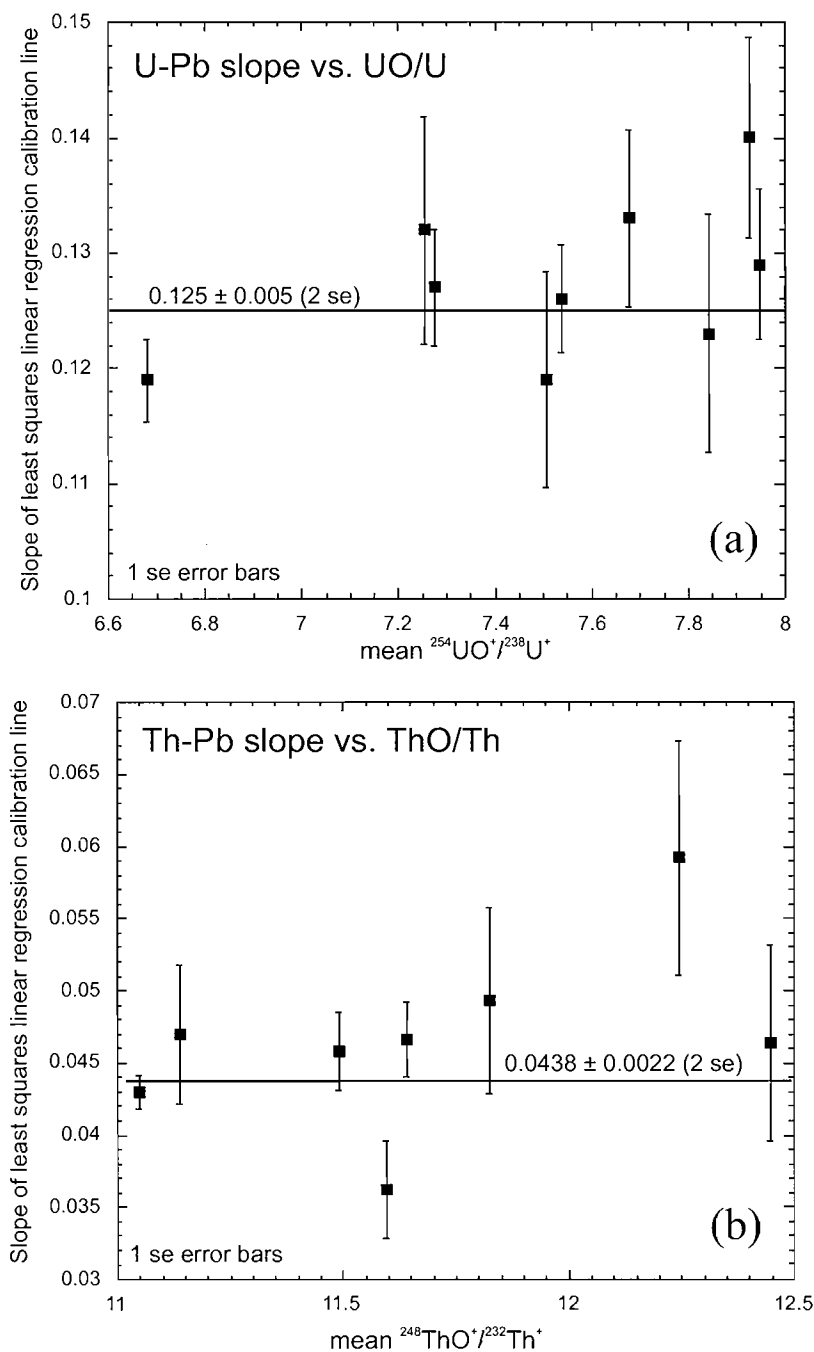 0.15
U-Pb slope vs. UO/U
0.14
0.13
0.125 ± 0.005 (2 se)
0.12
0.11
(a)
1 se error bars
0.1
6.6 6.8 7 7.2 7.4 7.6 7.8 8
mean ²⁵⁴UO⁺/²³⁸U⁺
Slope of least squares linear regression calibration line
0.07
Th-Pb slope vs. ThO/Th
0.065
0.06
0.055
0.05
0.045
0.0438 ± 0.0022 (2 se)
0.04
0.035
(b)
1 se error bars
0.03
11 11.5 12 12.5
mean ²⁴⁸ThO⁺/²³²Th⁺
Slope of least squares linear regression calibration line